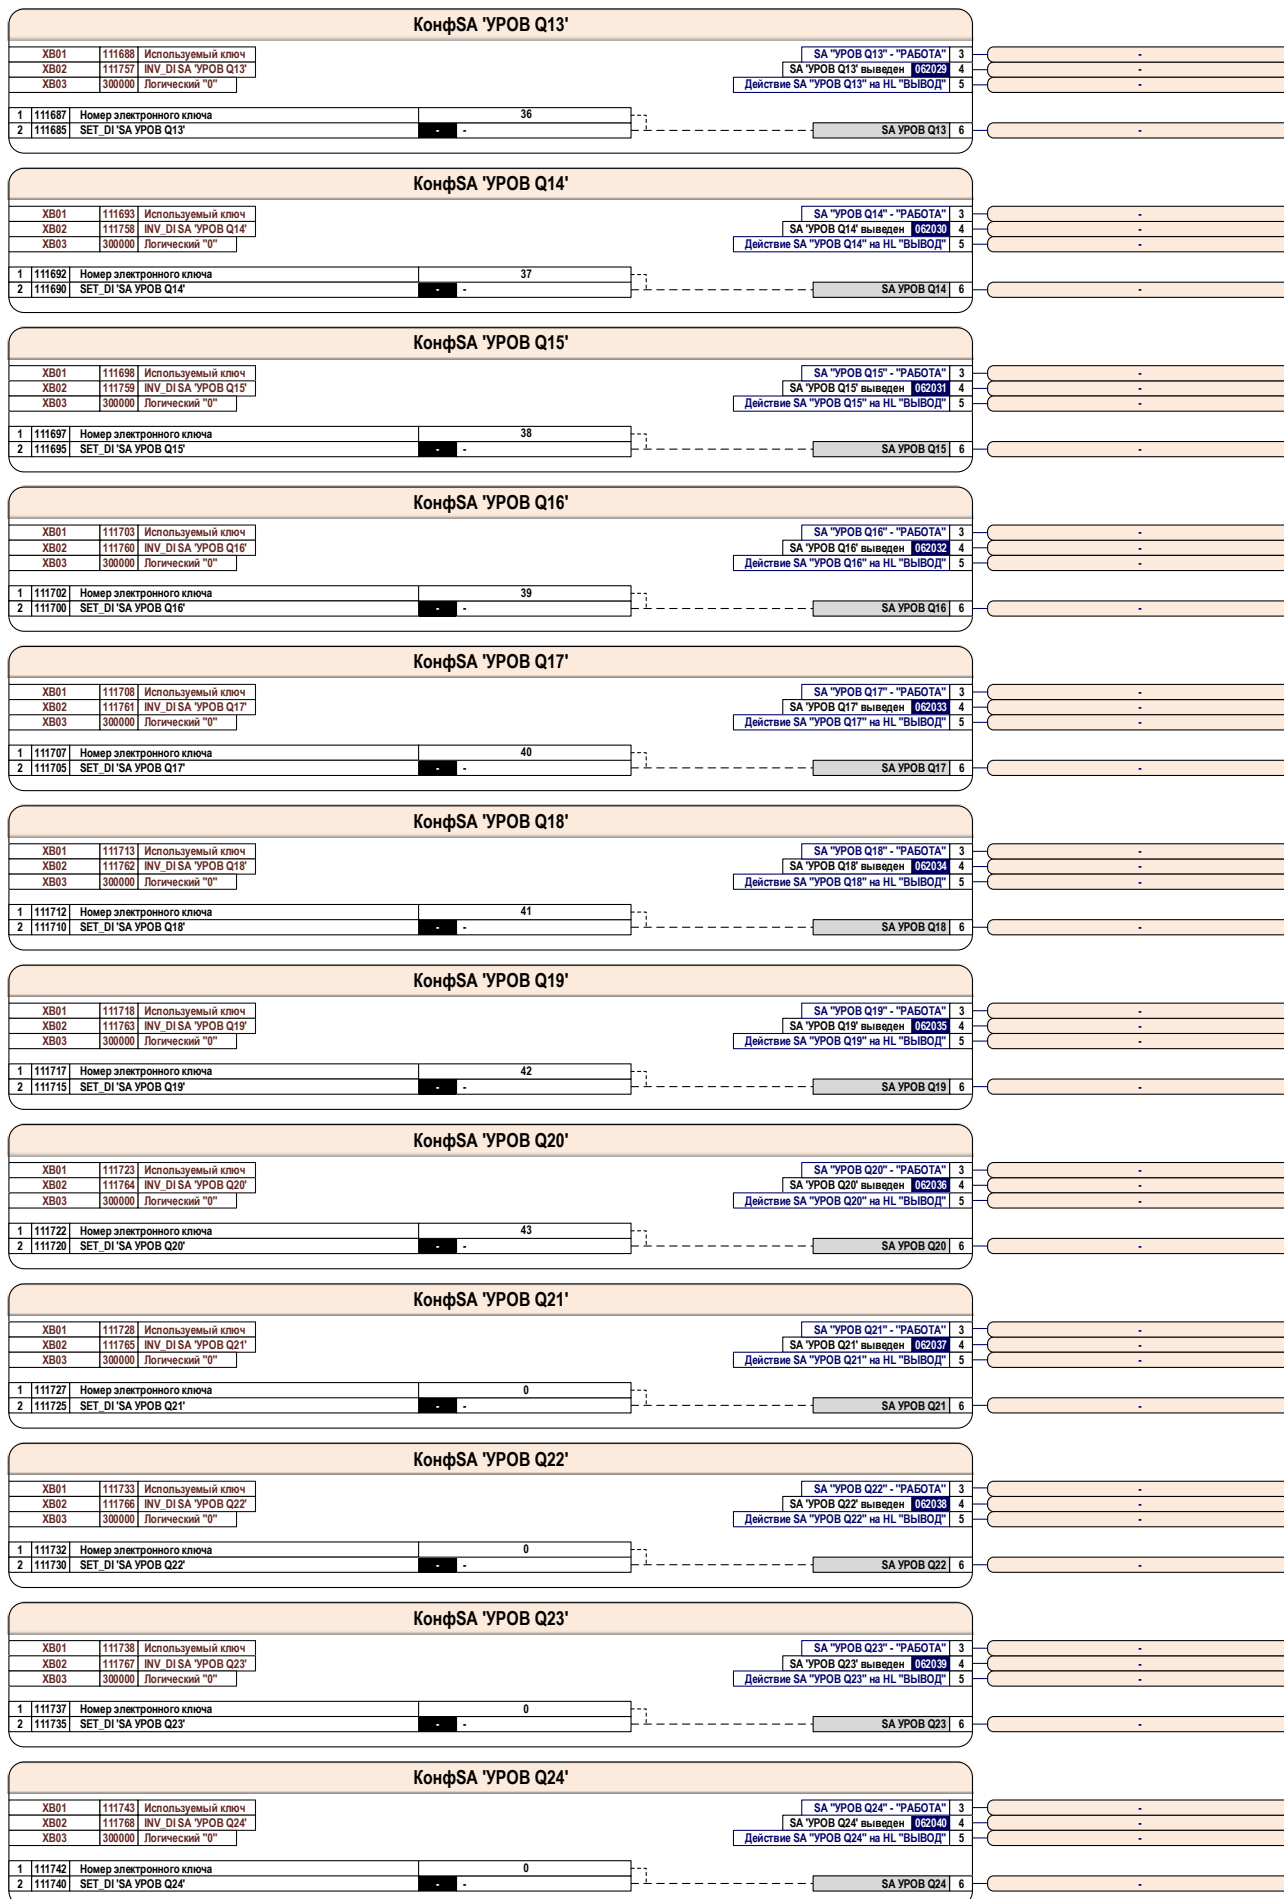 КонфSA 'УРОВ Q13'
XB01 111688 Используемый ключ SA "УРОВ Q13" - "РАБОТА" 3 -
XB02 111757 INV_DI SA 'УРОВ Q13' SA 'УРОВ Q13' выведен 062029 4 -
XB03 300000 Логический "0" Действие SA "УРОВ Q13" на HL "ВЫВОД" 5 -
1 111687 Номер электронного ключа 36
2 111685 SET_DI 'SA УРОВ Q13' - - SA УРОВ Q13 6 -
КонфSA 'УРОВ Q14'
XB01 111693 Используемый ключ SA "УРОВ Q14" - "РАБОТА" 3 -
XB02 111758 INV_DI SA 'УРОВ Q14' SA 'УРОВ Q14' выведен 062030 4 -
XB03 300000 Логический "0" Действие SA "УРОВ Q14" на HL "ВЫВОД" 5 -
1 111692 Номер электронного ключа 37
2 111690 SET_DI 'SA УРОВ Q14' - - SA УРОВ Q14 6 -
КонфSA 'УРОВ Q15'
XB01 111698 Используемый ключ SA "УРОВ Q15" - "РАБОТА" 3 -
XB02 111759 INV_DI SA 'УРОВ Q15' SA 'УРОВ Q15' выведен 062031 4 -
XB03 300000 Логический "0" Действие SA "УРОВ Q15" на HL "ВЫВОД" 5 -
1 111697 Номер электронного ключа 38
2 111695 SET_DI 'SA УРОВ Q15' - - SA УРОВ Q15 6 -
КонфSA 'УРОВ Q16'
XB01 111703 Используемый ключ SA "УРОВ Q16" - "РАБОТА" 3 -
XB02 111760 INV_DI SA 'УРОВ Q16' SA 'УРОВ Q16' выведен 062032 4 -
XB03 300000 Логический "0" Действие SA "УРОВ Q16" на HL "ВЫВОД" 5 -
1 111702 Номер электронного ключа 39
2 111700 SET_DI 'SA УРОВ Q16' - - SA УРОВ Q16 6 -
КонфSA 'УРОВ Q17'
XB01 111708 Используемый ключ SA "УРОВ Q17" - "РАБОТА" 3 -
XB02 111761 INV_DI SA 'УРОВ Q17' SA 'УРОВ Q17' выведен 062033 4 -
XB03 300000 Логический "0" Действие SA "УРОВ Q17" на HL "ВЫВОД" 5 -
1 111707 Номер электронного ключа 40
2 111705 SET_DI 'SA УРОВ Q17' - - SA УРОВ Q17 6 -
КонфSA 'УРОВ Q18'
XB01 111713 Используемый ключ SA "УРОВ Q18" - "РАБОТА" 3 -
XB02 111762 INV_DI SA 'УРОВ Q18' SA 'УРОВ Q18' выведен 062034 4 -
XB03 300000 Логический "0" Действие SA "УРОВ Q18" на HL "ВЫВОД" 5 -
1 111712 Номер электронного ключа 41
2 111710 SET_DI 'SA УРОВ Q18' - - SA УРОВ Q18 6 -
КонфSA 'УРОВ Q19'
XB01 111718 Используемый ключ SA "УРОВ Q19" - "РАБОТА" 3 -
XB02 111763 INV_DI SA 'УРОВ Q19' SA 'УРОВ Q19' выведен 062035 4 -
XB03 300000 Логический "0" Действие SA "УРОВ Q19" на HL "ВЫВОД" 5 -
1 111717 Номер электронного ключа 42
2 111715 SET_DI 'SA УРОВ Q19' - - SA УРОВ Q19 6 -
КонфSA 'УРОВ Q20'
XB01 111723 Используемый ключ SA "УРОВ Q20" - "РАБОТА" 3 -
XB02 111764 INV_DI SA 'УРОВ Q20' SA 'УРОВ Q20' выведен 062036 4 -
XB03 300000 Логический "0" Действие SA "УРОВ Q20" на HL "ВЫВОД" 5 -
1 111722 Номер электронного ключа 43
2 111720 SET_DI 'SA УРОВ Q20' - - SA УРОВ Q20 6 -
КонфSA 'УРОВ Q21'
XB01 111728 Используемый ключ SA "УРОВ Q21" - "РАБОТА" 3 -
XB02 111765 INV_DI SA 'УРОВ Q21' SA 'УРОВ Q21' выведен 062037 4 -
XB03 300000 Логический "0" Действие SA "УРОВ Q21" на HL "ВЫВОД" 5 -
1 111727 Номер электронного ключа 0
2 111725 SET_DI 'SA УРОВ Q21' - - SA УРОВ Q21 6 -
КонфSA 'УРОВ Q22'
XB01 111733 Используемый ключ SA "УРОВ Q22" - "РАБОТА" 3 -
XB02 111766 INV_DI SA 'УРОВ Q22' SA 'УРОВ Q22' выведен 062038 4 -
XB03 300000 Логический "0" Действие SA "УРОВ Q22" на HL "ВЫВОД" 5 -
1 111732 Номер электронного ключа 0
2 111730 SET_DI 'SA УРОВ Q22' - - SA УРОВ Q22 6 -
КонфSA 'УРОВ Q23'
XB01 111738 Используемый ключ SA "УРОВ Q23" - "РАБОТА" 3 -
XB02 111767 INV_DI SA 'УРОВ Q23' SA 'УРОВ Q23' выведен 062039 4 -
XB03 300000 Логический "0" Действие SA "УРОВ Q23" на HL "ВЫВОД" 5 -
1 111737 Номер электронного ключа 0
2 111735 SET_DI 'SA УРОВ Q23' - - SA УРОВ Q23 6 -
КонфSA 'УРОВ Q24'
XB01 111743 Используемый ключ SA "УРОВ Q24" - "РАБОТА" 3 -
XB02 111768 INV_DI SA 'УРОВ Q24' SA 'УРОВ Q24' выведен 062040 4 -
XB03 300000 Логический "0" Действие SA "УРОВ Q24" на HL "ВЫВОД" 5 -
1 111742 Номер электронного ключа 0
2 111740 SET_DI 'SA УРОВ Q24' - - SA УРОВ Q24 6 -